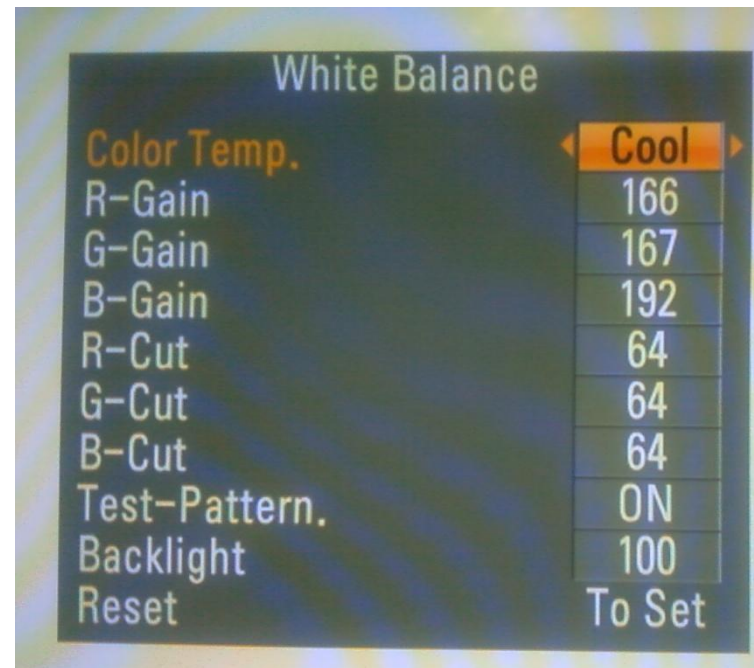 White Balance
Color Temp. Cool
R-Gain 166
G-Gain 167
B-Gain 192
R-Cut 64
G-Cut 64
B-Cut 64
Test-Pattern. ON
Backlight 100
Reset To Set